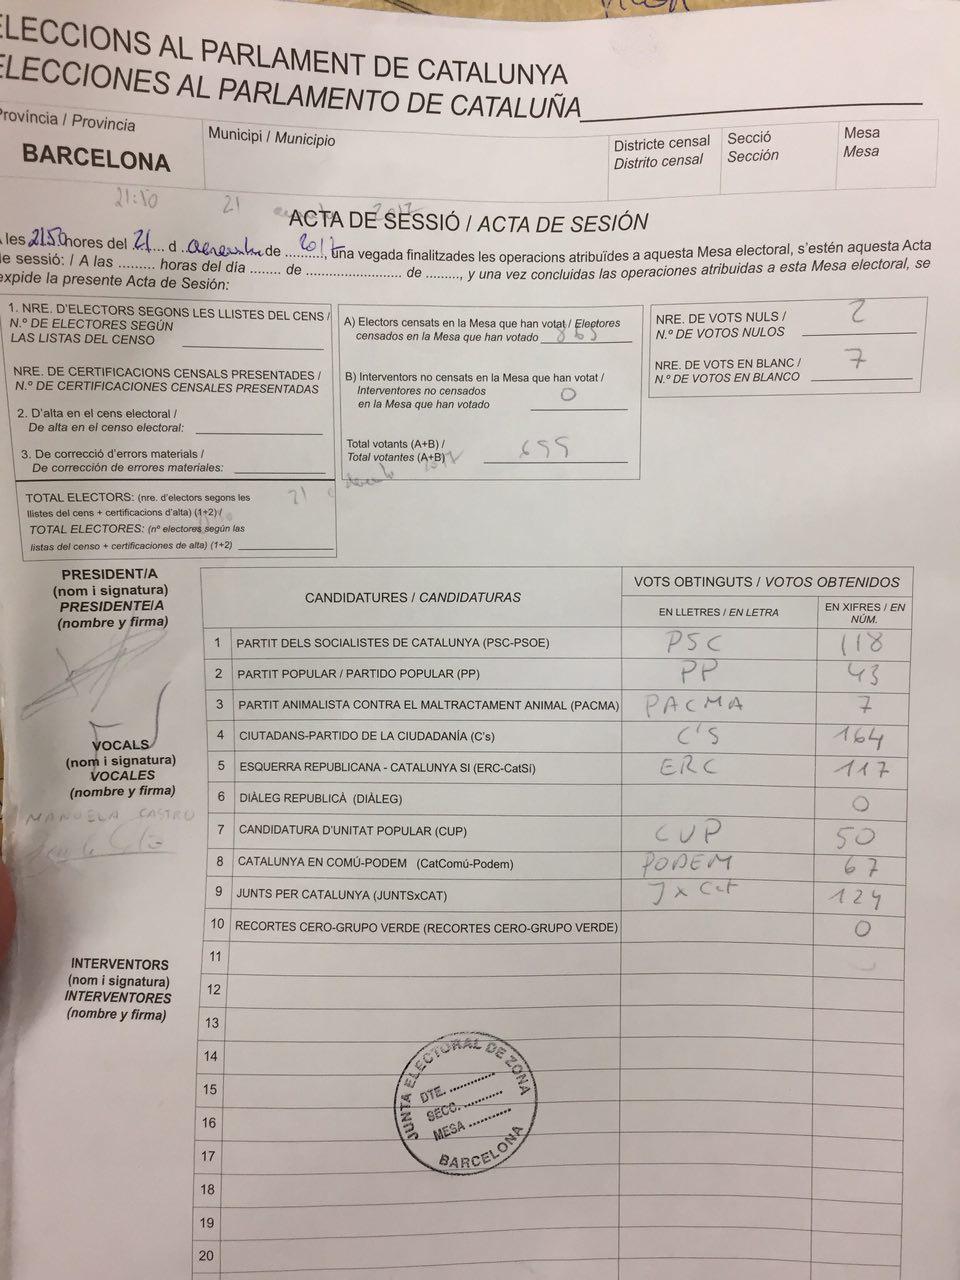 ELECCIONS AL PARLAMENT DE CATALUNYA
ELECCIONES AL PARLAMENTO DE CATALUÑA
Provincia / Provincia
BARCELONA
Municipi / Municipio
Districte censal
Distrito censal
Secció
Sección
Mesa
Mesa
21:50 21 2017
ACTA DE SESSIÓ / ACTA DE SESIÓN
A les 2150 hores del 21 d de 2017, una vegada finalitzades les operacions atribuïdes a aquesta Mesa electoral, s'estén aquesta Acta
de sessió: / A las ......... horas del día ........ de ........................ de ........, y una vez concluidas las operaciones atribuidas a esta Mesa electoral, se
expide la presente Acta de Sesión:
1. NRE. D'ELECTORS SEGONS LES LLISTES DEL CENS /
N.º DE ELECTORES SEGÚN
LAS LISTAS DEL CENSO
NRE. DE CERTIFICACIONS CENSALS PRESENTADES /
N.º DE CERTIFICACIONES CENSALES PRESENTADAS
2. D'alta en el cens electoral /
De alta en el censo electoral:
3. De correcció d'errors materials /
De corrección de errores materiales:
TOTAL ELECTORS: (nre. d'electors segons les
llistes del cens + certificacions d'alta) (1+2) /
TOTAL ELECTORES: (nº electores según las
listas del censo + certificaciones de alta) (1+2)
21
A) Electors censats en la Mesa que han votat / Electores
censados en la Mesa que han votado
B) Interventors no censats en la Mesa que han votat /
Interventores no censados
en la Mesa que han votado 0
Total votants (A+B) /
Total votantes (A+B) 699
2017
NRE. DE VOTS NULS /
N.º DE VOTOS NULOS 2
NRE. DE VOTS EN BLANC /
N.º DE VOTOS EN BLANCO 7
PRESIDENT/A
(nom i signatura)
PRESIDENTE/A
(nombre y firma)
VOCALS
(nom i signatura)
VOCALES
(nombre y firma)
MANUELA CASTRO
INTERVENTORS
(nom i signatura)
INTERVENTORES
(nombre y firma)
CANDIDATURES / CANDIDATURAS
VOTS OBTINGUTS / VOTOS OBTENIDOS
EN LLETRES / EN LETRA
EN XIFRES / EN
NÚM.
1 PARTIT DELS SOCIALISTES DE CATALUNYA (PSC-PSOE) PSC 118
2 PARTIT POPULAR / PARTIDO POPULAR (PP) PP 43
3 PARTIT ANIMALISTA CONTRA EL MALTRACTAMENT ANIMAL (PACMA) PACMA 7
4 CIUTADANS-PARTIDO DE LA CIUDADANÍA (C's) C'S 164
5 ESQUERRA REPUBLICANA - CATALUNYA SI (ERC-CatSí) ERC 117
6 DIÀLEG REPUBLICÀ (DIÀLEG) 0
7 CANDIDATURA D'UNITAT POPULAR (CUP) CUP 50
8 CATALUNYA EN COMÚ-PODEM (CatComú-Podem) PODEM 67
9 JUNTS PER CATALUNYA (JUNTSxCAT) JxCat 124
10 RECORTES CERO-GRUPO VERDE (RECORTES CERO-GRUPO VERDE) 0
11
12
13
14
15
16
17
18
19
20
JUNTA ELECTORAL DE ZONA
DTE. ............
SECC. ............
MESA ............
BARCELONA